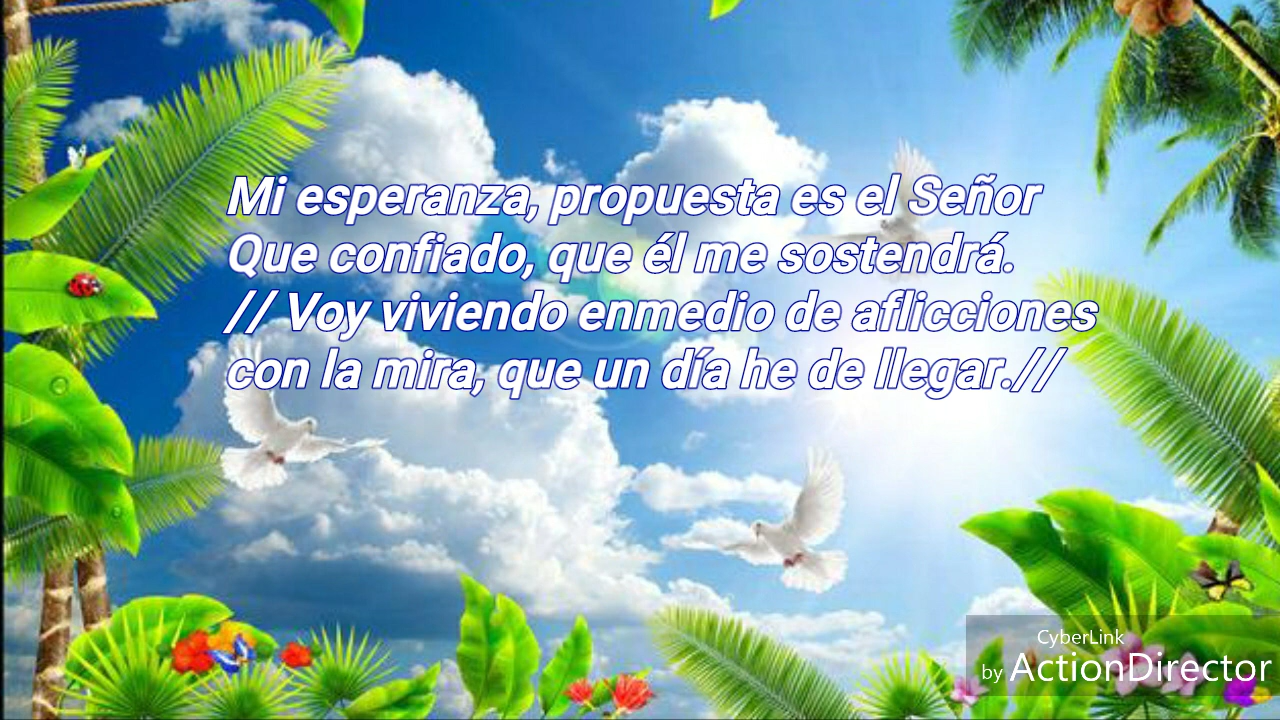 Mi esperanza, propuesta es el Señor
Que confiado, que él me sostendrá.
// Voy viviendo enmedio de aflicciones
con la mira, que un día he de llegar.//
CyberLink
by ActionDirector